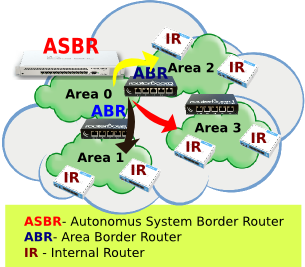 IR
ASBR
ABR
Area 2
IR
Area 0
ABR
Area 3
IR
IR
Area 1
IR
IR
ASBR- Autonomus System Border Router
ABR- Area Border Router
IR - Internal Router